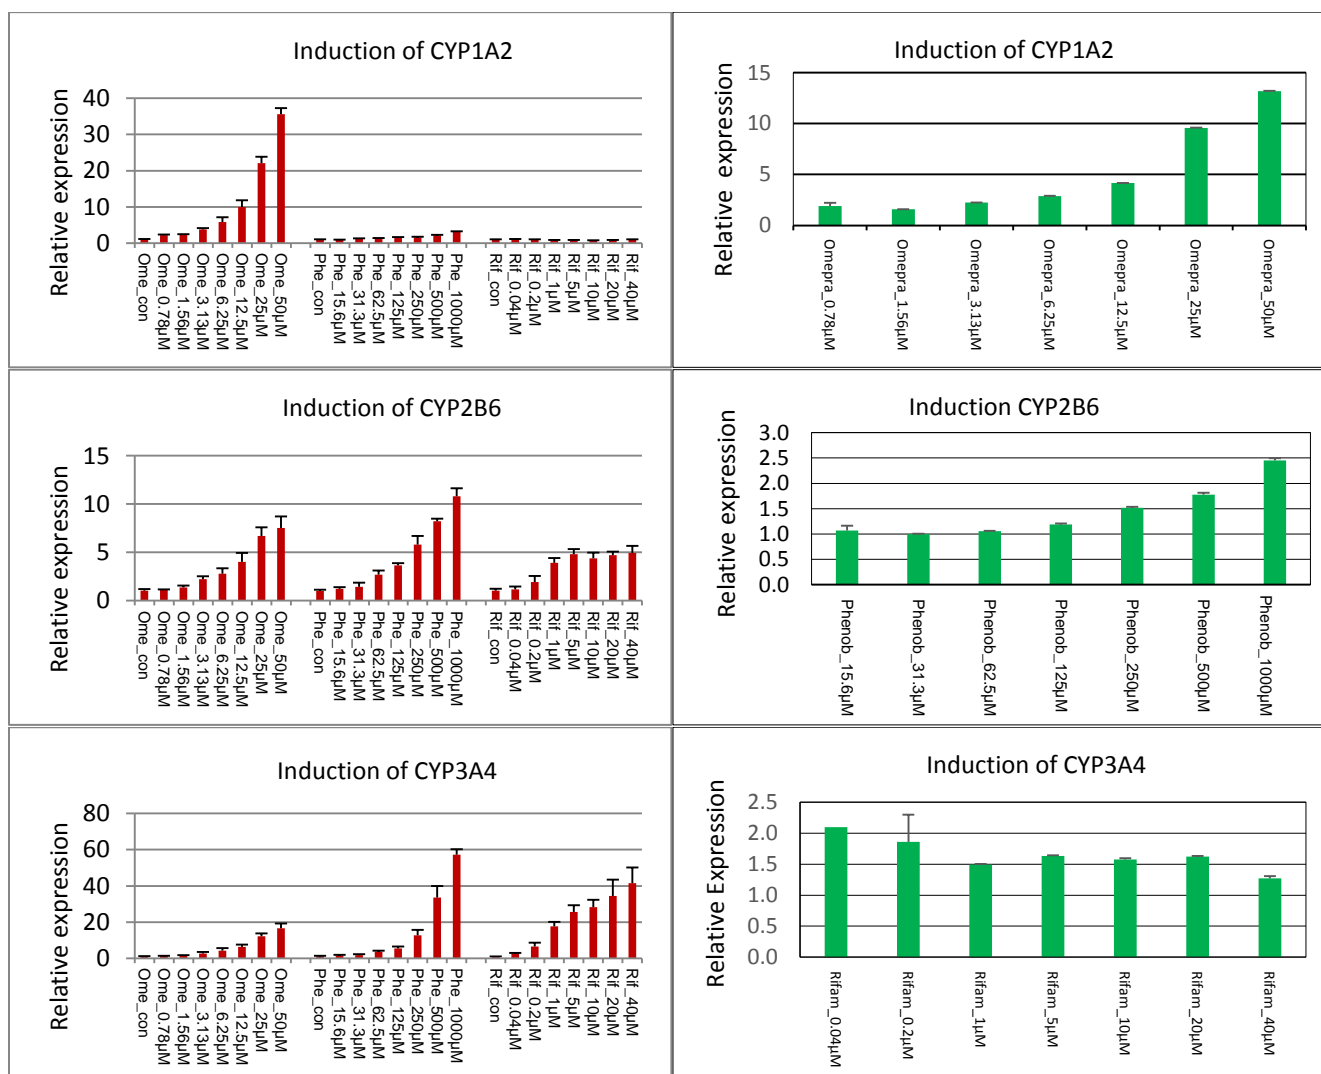 Induction of CYP1A2
Relative expression
40
30
20
10
0
Ome_con
Ome_0.78µM
Ome_1.56µM
Ome_3.13µM
Ome_6.25µM
Ome_12.5µM
Ome_25µM
Ome_50µM
Phe_con
Phe_15.6µM
Phe_31.3µM
Phe_62.5µM
Phe_125µM
Phe_250µM
Phe_500µM
Phe_1000µM
Rif_con
Rif_0.04µM
Rif_0.2µM
Rif_1µM
Rif_5µM
Rif_10µM
Rif_20µM
Rif_40µM
Induction of CYP1A2
Relative expression
15
10
5
0
Omepra_0.78µM
Omepra_1.56µM
Omepra_3.13µM
Omepra_6.25µM
Omepra_12.5µM
Omepra_25µM
Omepra_50µM
Induction of CYP2B6
Relative expression
15
10
5
0
Ome_con
Ome_0.78µM
Ome_1.56µM
Ome_3.13µM
Ome_6.25µM
Ome_12.5µM
Ome_25µM
Ome_50µM
Phe_con
Phe_15.6µM
Phe_31.3µM
Phe_62.5µM
Phe_125µM
Phe_250µM
Phe_500µM
Phe_1000µM
Rif_con
Rif_0.04µM
Rif_0.2µM
Rif_1µM
Rif_5µM
Rif_10µM
Rif_20µM
Rif_40µM
Induction CYP2B6
Relative expression
3.0
2.5
2.0
1.5
1.0
0.5
0.0
Phenob_15.6µM
Phenob_31.3µM
Phenob_62.5µM
Phenob_125µM
Phenob_250µM
Phenob_500µM
Phenob_1000µM
Induction of CYP3A4
Relative expression
80
60
40
20
0
Ome_con
Ome_0.78µM
Ome_1.56µM
Ome_3.13µM
Ome_6.25µM
Ome_12.5µM
Ome_25µM
Ome_50µM
Phe_con
Phe_15.6µM
Phe_31.3µM
Phe_62.5µM
Phe_125µM
Phe_250µM
Phe_500µM
Phe_1000µM
Rif_con
Rif_0.04µM
Rif_0.2µM
Rif_1µM
Rif_5µM
Rif_10µM
Rif_20µM
Rif_40µM
Induction of CYP3A4
Relative Expression
2.5
2.0
1.5
1.0
0.5
0.0
Rifam_0.04µM
Rifam_0.2µM
Rifam_1µM
Rifam_5µM
Rifam_10µM
Rifam_20µM
Rifam_40µM